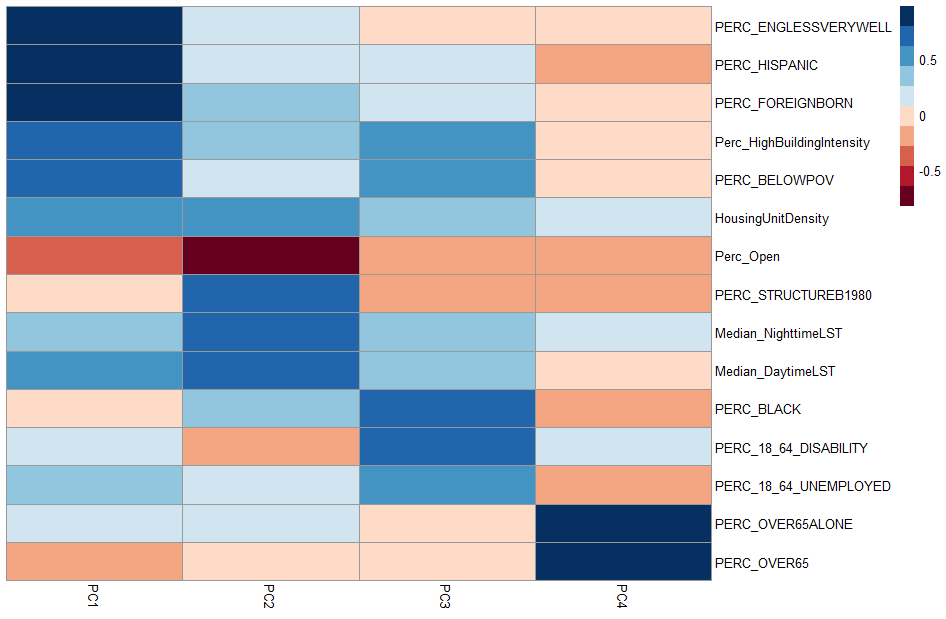 PERC_ENGLESSVERYWELL
PERC_HISPANIC
PERC_FOREIGNBORN
Perc_HighBuildingIntensity
PERC_BELOWPOV
HousingUnitDensity
Perc_Open
PERC_STRUCTUREB1980
Median_NighttimeLST
Median_DaytimeLST
PERC_BLACK
PERC_18_64_DISABILITY
PERC_18_64_UNEMPLOYED
PERC_OVER65ALONE
PERC_OVER65
PC1
PC2
PC3
PC4
0.5
0
-0.5